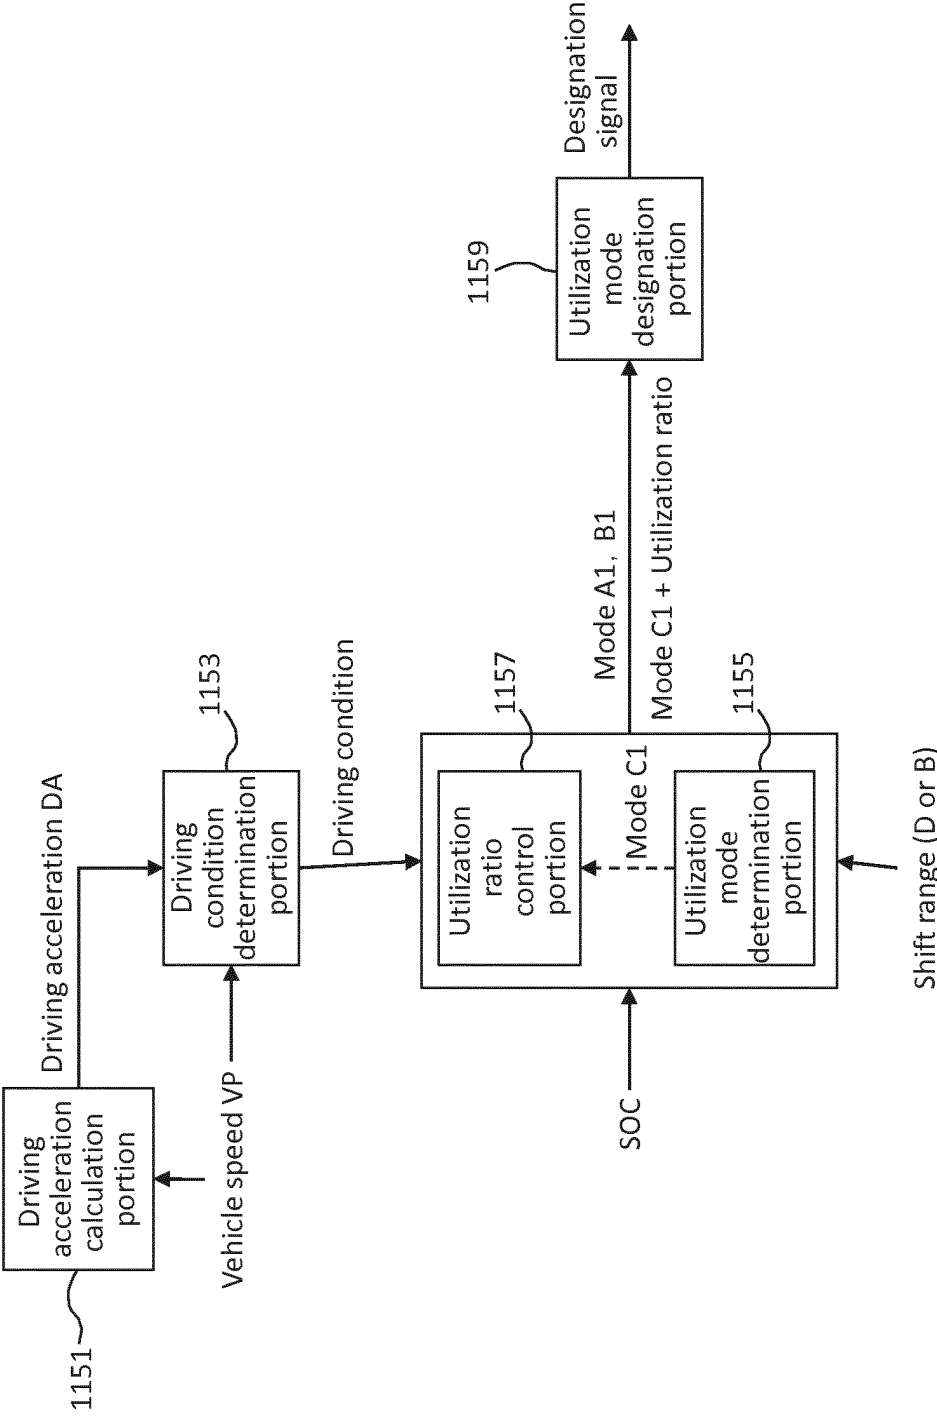 1151
Driving
acceleration
calculation
portion
Driving acceleration DA
Vehicle speed VP
1153
Driving
condition
determination
portion
Driving condition
SOC
1157
Utilization
ratio
control
portion
Mode C1
1155
Utilization
mode
determination
portion
Shift range (D or B)
Mode A1, B1
Mode C1 + Utilization ratio
1159
Utilization
mode
designation
portion
Designation
signal